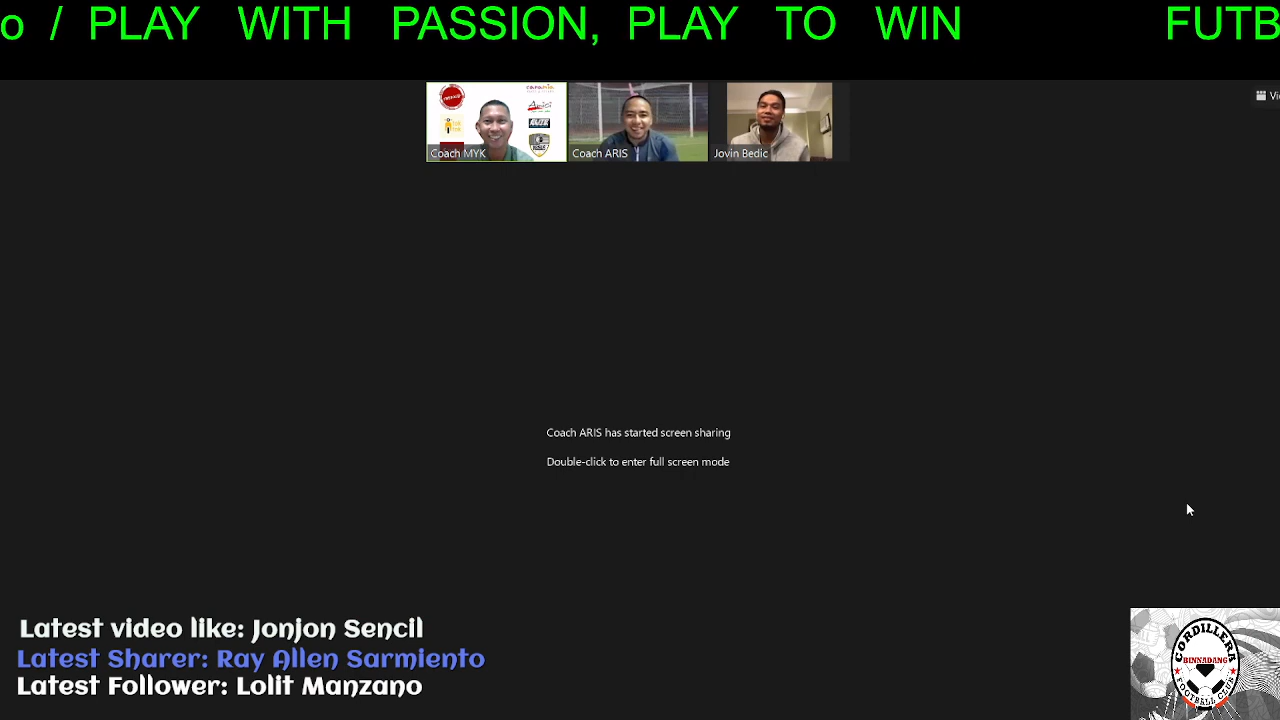 o / PLAY WITH PASSION, PLAY TO WIN FUTB
Coach MYK
Coach ARIS
Jovin Bedic
Vi
Coach ARIS has started screen sharing
Double-click to enter full screen mode
Latest video like: Jonjon Sencil
Latest Sharer: Ray Allen Sarmiento
Latest Follower: Lolit Manzano
CORDILLERA
BINNADANG
FOOTBALL CLUB